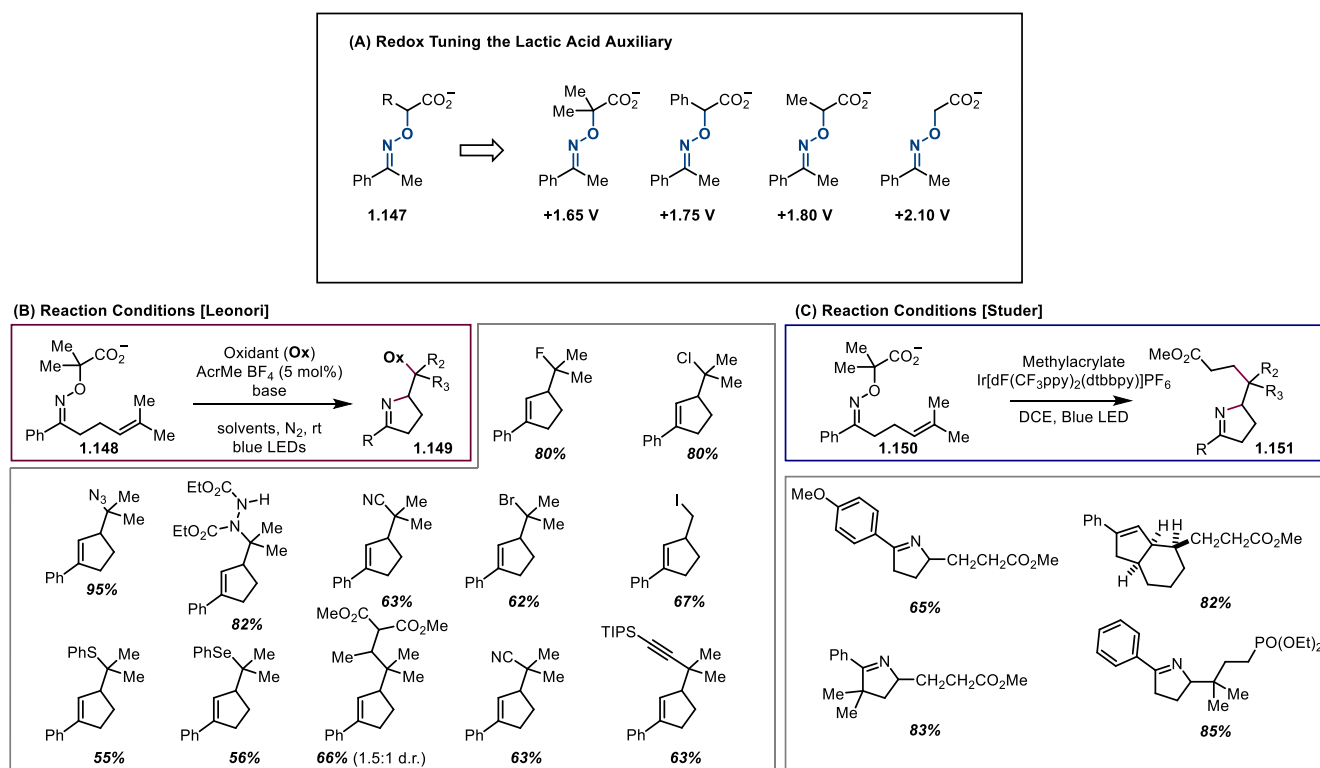 (A) Redox Tuning the Lactic Acid Auxiliary
R CO2−
O
N
Ph Me
1.147
Me CO2−
Me
O
N
Ph Me
+1.65 V
Ph CO2−
O
N
Ph Me
+1.75 V
Me CO2−
O
N
Ph Me
+1.80 V
CO2−
O
N
Ph Me
+2.10 V
(B) Reaction Conditions [Leonori]
Me CO2−
Me
O
N
Me
Ph Me
1.148
Oxidant (Ox)
AcrMe BF4 (5 mol%)
base
solvents, N2, rt
blue LEDs
Ox
R2
R3
N
R
1.149
F Me
Me
Ph
80%
Cl Me
Me
Ph
80%
N3 Me
Me
Ph
95%
EtO2C H
N
EtO2C N Me
Me
Ph
82%
NC Me
Me
Ph
63%
Br Me
Me
Ph
62%
I
Ph
67%
PhS Me
Me
Ph
55%
PhSe Me
Me
Ph
56%
MeO2C CO2Me
Me Me
Me
Ph
66% (1.5:1 d.r.)
NC Me
Me
Ph
63%
TIPS
Me
Me
Ph
63%
(C) Reaction Conditions [Studer]
Me CO2−
Me
O
N
Me
Ph Me
1.150
Methylacrylate
Ir[dF(CF3ppy)2(dtbbpy)]PF6
DCE, Blue LED
MeO2C
R2
R3
N
R
1.151
MeO
N
CH2CH2CO2Me
65%
Ph H H
CH2CH2CO2Me
H
82%
Ph N
CH2CH2CO2Me
Me
Me
83%
PO(OEt)2
N
Me
Me
85%